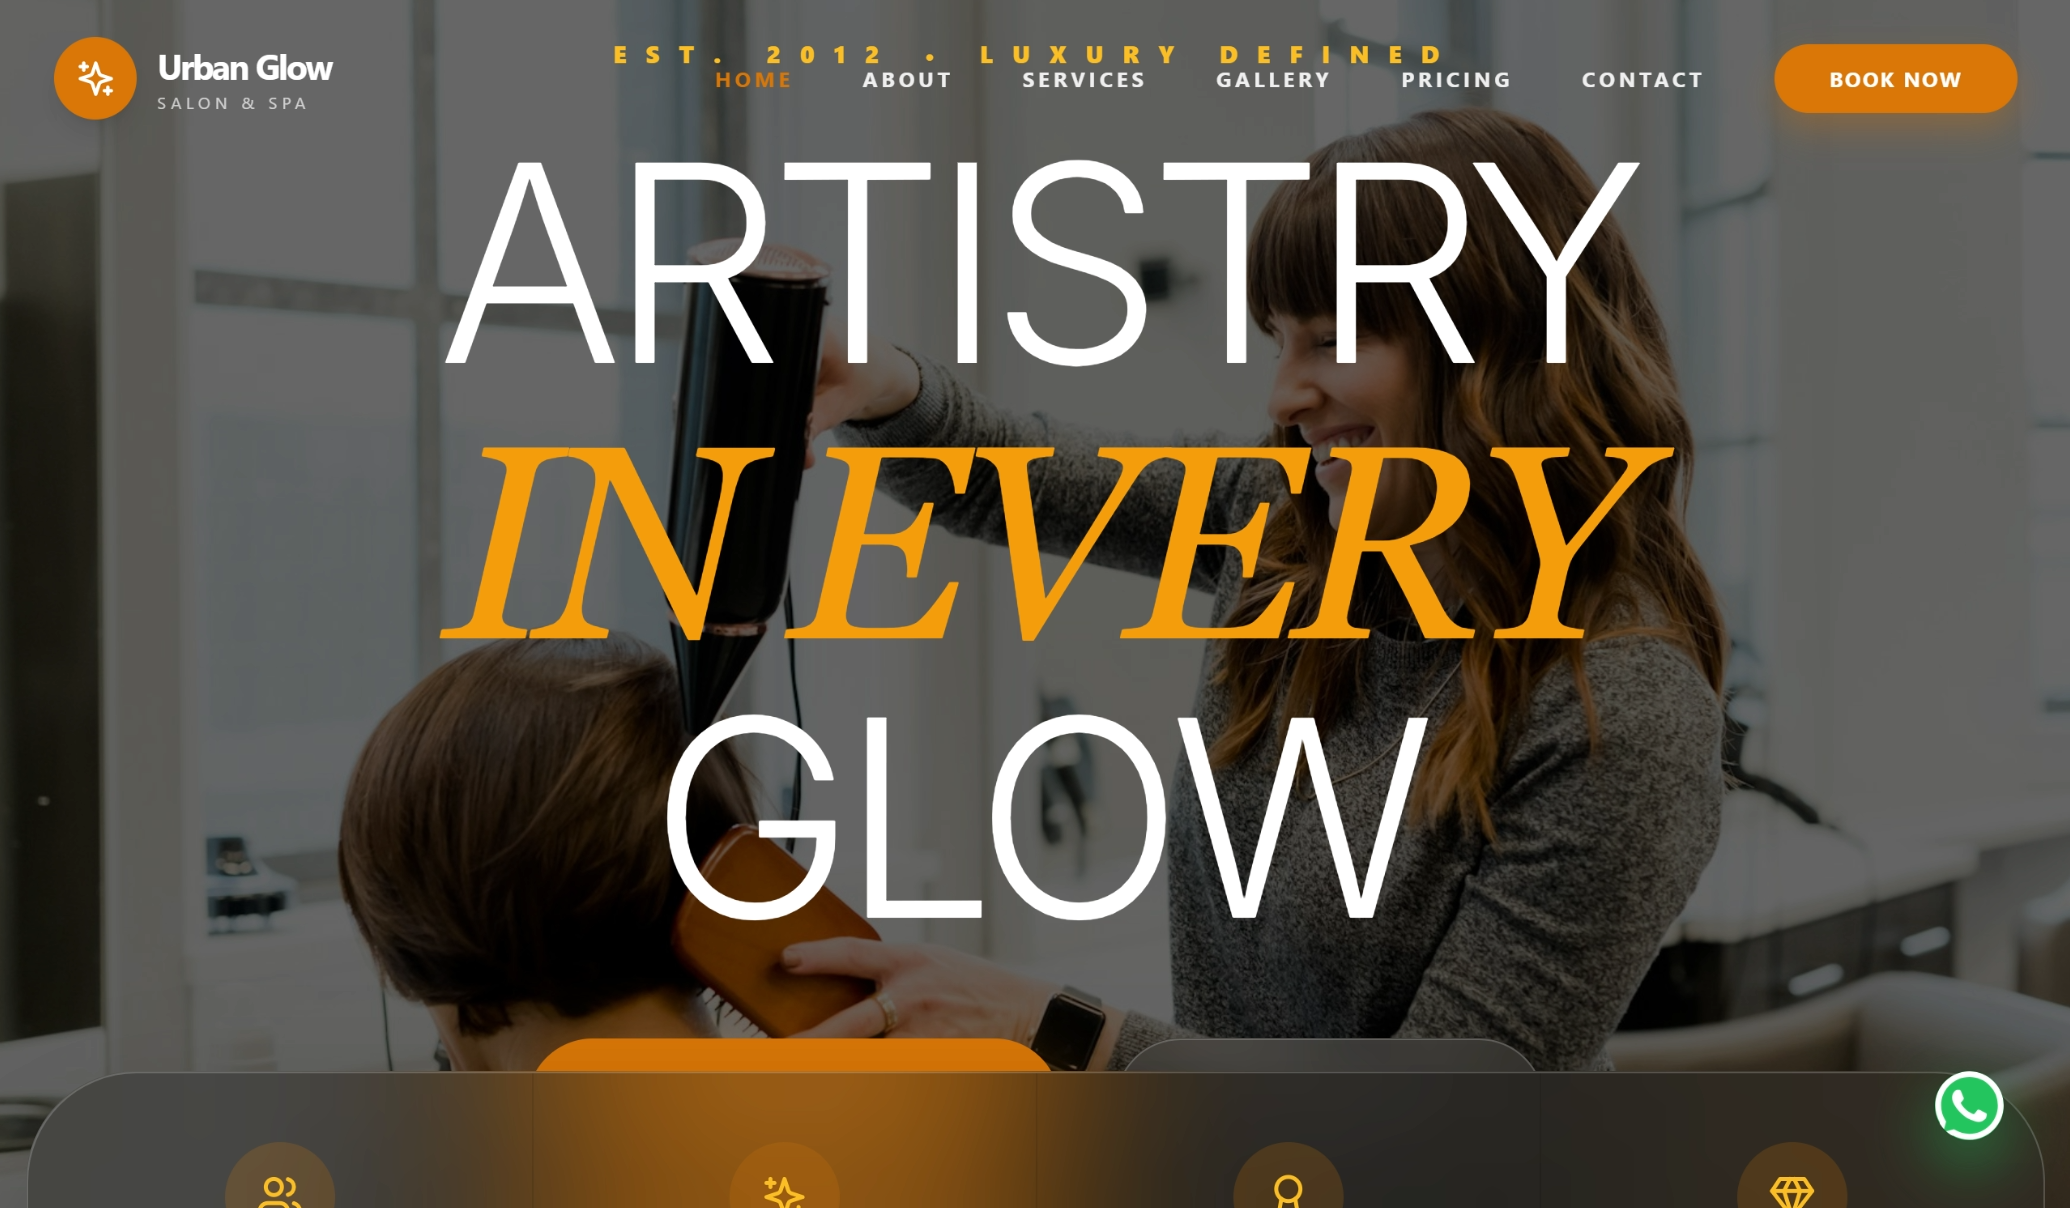 Urban Glow
SALON & SPA
EST. 2012 • LUXURY DEFINED
HOME ABOUT SERVICES GALLERY PRICING CONTACT
BOOK NOW
ARTISTRY
IN EVERY
GLOW